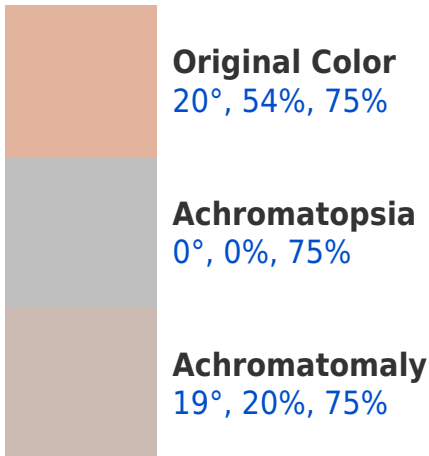 Original Color
20°, 54%, 75%
Achromatopsia
0°, 0%, 75%
Achromatomaly
19°, 20%, 75%